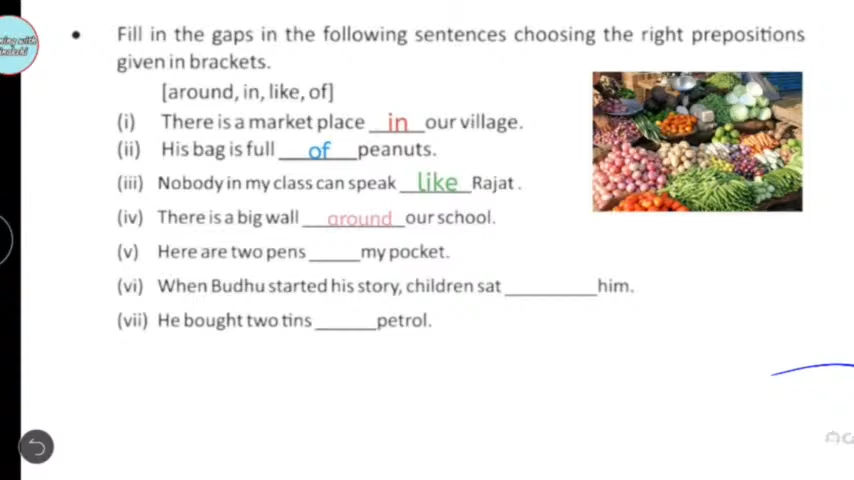 • Fill in the gaps in the following sentences choosing the right prepositions
given in brackets.
[around, in, like, of]
(i) There is a market place in our village.
(ii) His bag is full of peanuts.
(iii) Nobody in my class can speak like Rajat.
(iv) There is a big wall around our school.
(v) Here are two pens ______ my pocket.
(vi) When Budhu started his story, children sat __________ him.
(vii) He bought two tins _______ petrol.